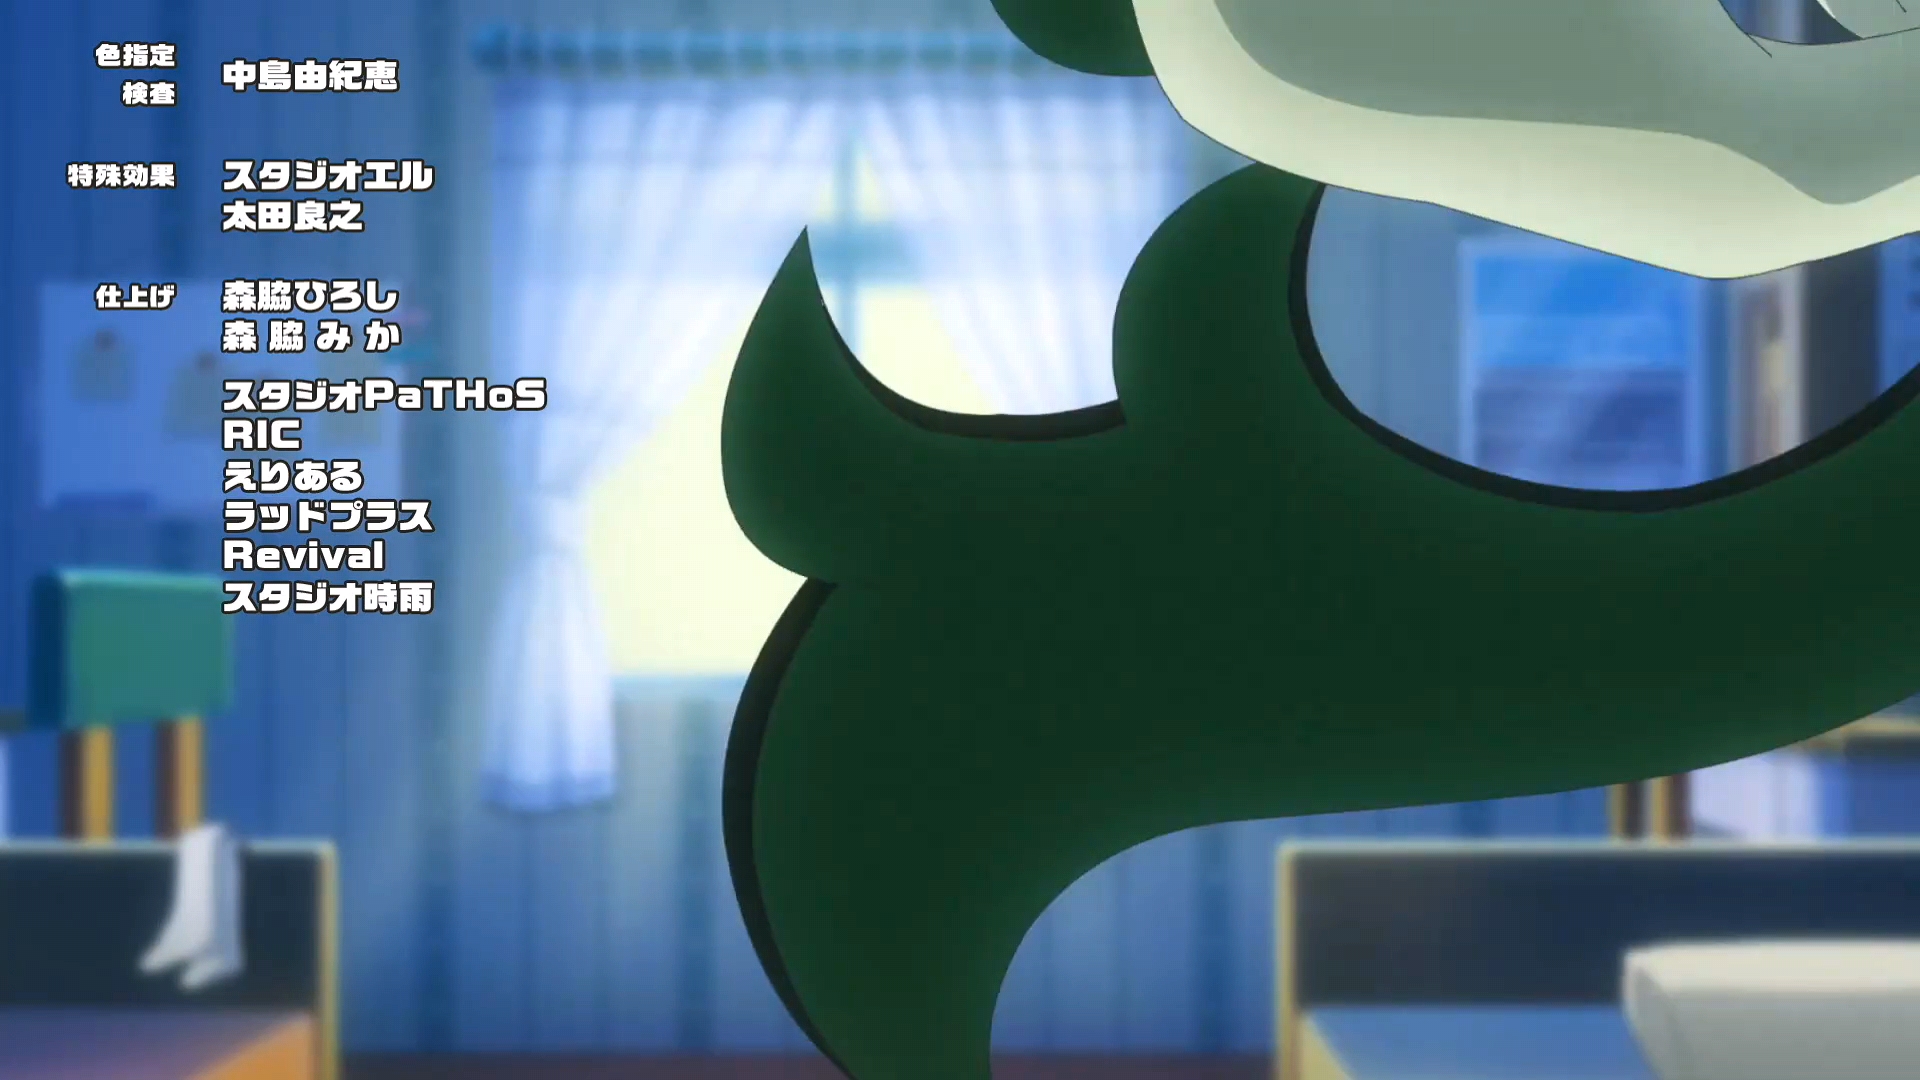 色指定
検査
中島由紀恵
特殊効果 スタジオエル
太田良之
仕上げ 森脇ひろし
森脇みか
スタジオPaTHoS
RIC
えりある
ラッドプラス
Revival
スタジオ時雨